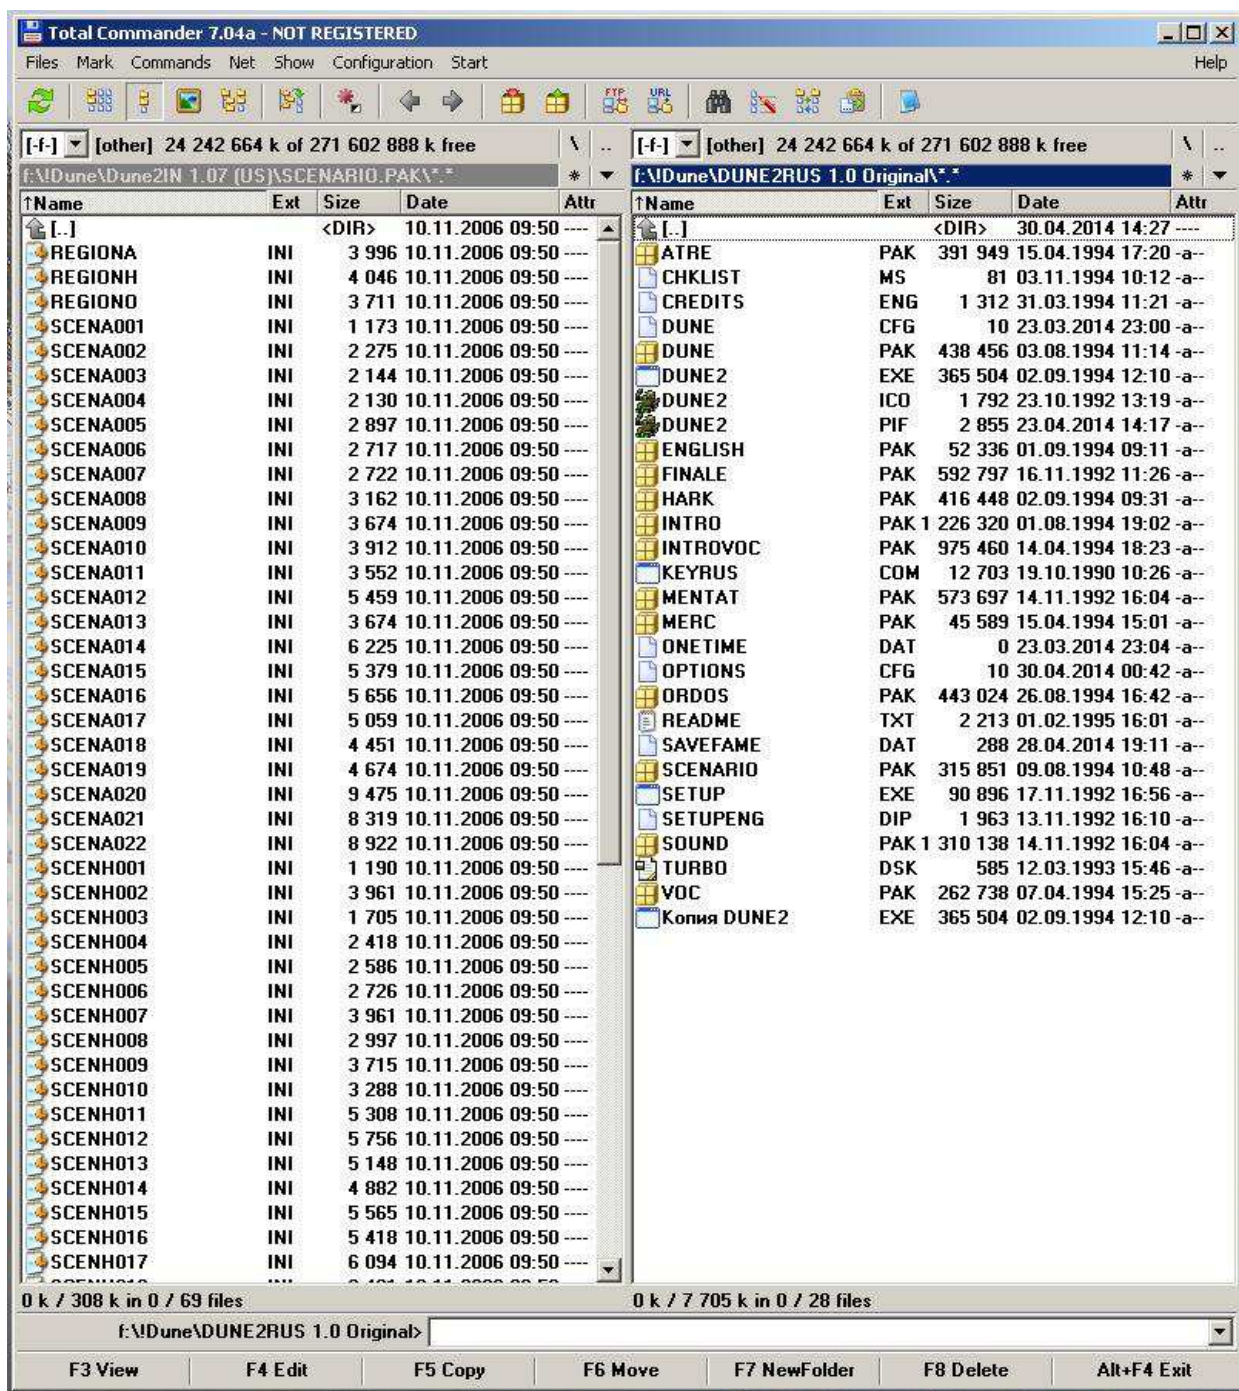 Total Commander 7.04a - NOT REGISTERED
Files Mark Commands Net Show Configuration Start Help
FTP URL
[-f-] [other] 24 242 664 k of 271 602 888 k free \ ..
f:\!Dune\Dune2IN 1.07 (US)\SCENARIO.PAK\*.* *
↑Name Ext Size Date Attr
[..] <DIR> 10.11.2006 09:50 ----
REGIONA INI 3 996 10.11.2006 09:50 ----
REGIONH INI 4 046 10.11.2006 09:50 ----
REGIONO INI 3 711 10.11.2006 09:50 ----
SCENA001 INI 1 173 10.11.2006 09:50 ----
SCENA002 INI 2 275 10.11.2006 09:50 ----
SCENA003 INI 2 144 10.11.2006 09:50 ----
SCENA004 INI 2 130 10.11.2006 09:50 ----
SCENA005 INI 2 897 10.11.2006 09:50 ----
SCENA006 INI 2 717 10.11.2006 09:50 ----
SCENA007 INI 2 722 10.11.2006 09:50 ----
SCENA008 INI 3 162 10.11.2006 09:50 ----
SCENA009 INI 3 674 10.11.2006 09:50 ----
SCENA010 INI 3 912 10.11.2006 09:50 ----
SCENA011 INI 3 552 10.11.2006 09:50 ----
SCENA012 INI 5 459 10.11.2006 09:50 ----
SCENA013 INI 3 674 10.11.2006 09:50 ----
SCENA014 INI 6 225 10.11.2006 09:50 ----
SCENA015 INI 5 379 10.11.2006 09:50 ----
SCENA016 INI 5 656 10.11.2006 09:50 ----
SCENA017 INI 5 059 10.11.2006 09:50 ----
SCENA018 INI 4 451 10.11.2006 09:50 ----
SCENA019 INI 4 674 10.11.2006 09:50 ----
SCENA020 INI 9 475 10.11.2006 09:50 ----
SCENA021 INI 8 319 10.11.2006 09:50 ----
SCENA022 INI 8 922 10.11.2006 09:50 ----
SCENH001 INI 1 190 10.11.2006 09:50 ----
SCENH002 INI 3 961 10.11.2006 09:50 ----
SCENH003 INI 1 705 10.11.2006 09:50 ----
SCENH004 INI 2 418 10.11.2006 09:50 ----
SCENH005 INI 2 586 10.11.2006 09:50 ----
SCENH006 INI 2 726 10.11.2006 09:50 ----
SCENH007 INI 3 961 10.11.2006 09:50 ----
SCENH008 INI 2 997 10.11.2006 09:50 ----
SCENH009 INI 3 715 10.11.2006 09:50 ----
SCENH010 INI 3 288 10.11.2006 09:50 ----
SCENH011 INI 5 308 10.11.2006 09:50 ----
SCENH012 INI 5 756 10.11.2006 09:50 ----
SCENH013 INI 5 148 10.11.2006 09:50 ----
SCENH014 INI 4 882 10.11.2006 09:50 ----
SCENH015 INI 5 565 10.11.2006 09:50 ----
SCENH016 INI 5 418 10.11.2006 09:50 ----
SCENH017 INI 6 094 10.11.2006 09:50 ----
0 k / 308 k in 0 / 69 files
[-f-] [other] 24 242 664 k of 271 602 888 k free \ ..
f:\!Dune\DUNE2RUS 1.0 Original\*.* *
↑Name Ext Size Date Attr
[..] <DIR> 30.04.2014 14:27 ----
ATRE PAK 391 949 15.04.1994 17:20 -a--
CHKLIST MS 81 03.11.1994 10:12 -a--
CREDITS ENG 1 312 31.03.1994 11:21 -a--
DUNE CFG 10 23.03.2014 23:00 -a--
DUNE PAK 438 456 03.08.1994 11:14 -a--
DUNE2 EXE 365 504 02.09.1994 12:10 -a--
DUNE2 ICO 1 792 23.10.1992 13:19 -a--
DUNE2 PIF 2 855 23.04.2014 14:17 -a--
ENGLISH PAK 52 336 01.09.1994 09:11 -a--
FINALE PAK 592 797 16.11.1992 11:26 -a--
HARK PAK 416 448 02.09.1994 09:31 -a--
INTRO PAK 1 226 320 01.08.1994 19:02 -a--
INTROVOC PAK 975 460 14.04.1994 18:23 -a--
KEYRUS COM 12 703 19.10.1990 10:26 -a--
MENTAT PAK 573 697 14.11.1992 16:04 -a--
MERC PAK 45 589 15.04.1994 15:01 -a--
ONETIME DAT 0 23.03.2014 23:04 -a--
OPTIONS CFG 10 30.04.2014 00:42 -a--
ORDOS PAK 443 024 26.08.1994 16:42 -a--
README TXT 2 213 01.02.1995 16:01 -a--
SAVEFAME DAT 288 28.04.2014 19:11 -a--
SCENARIO PAK 315 851 09.08.1994 10:48 -a--
SETUP EXE 90 896 17.11.1992 16:56 -a--
SETUPENG DIP 1 963 13.11.1992 16:10 -a--
SOUND PAK 1 310 138 14.11.1992 16:04 -a--
TURBO DSK 585 12.03.1993 15:46 -a--
VOC PAK 262 738 07.04.1994 15:25 -a--
Копия DUNE2 EXE 365 504 02.09.1994 12:10 -a--
0 k / 7 705 k in 0 / 28 files
f:\!Dune\DUNE2RUS 1.0 Original>
F3 View F4 Edit F5 Copy F6 Move F7 NewFolder F8 Delete Alt+F4 Exit